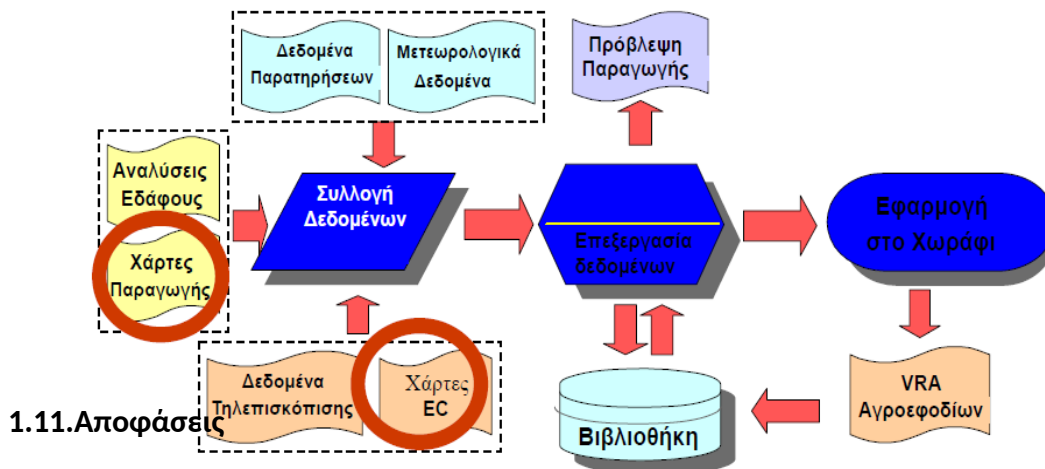 Δεδομένα
Παρατηρήσεων
Μετεωρολογικά
Δεδομένα
Πρόβλεψη
Παραγωγής
Αναλύσεις
Εδάφους
Χάρτες
Παραγωγής
Συλλογή
Δεδομένων
Επεξεργασία
δεδομένων
Εφαρμογή
στο Χωράφι
Δεδομένα
Τηλεπισκόπισης
Χάρτες
EC
Βιβλιοθήκη
VRA
Αγροεφοδίων
1.11.Αποφάσεις